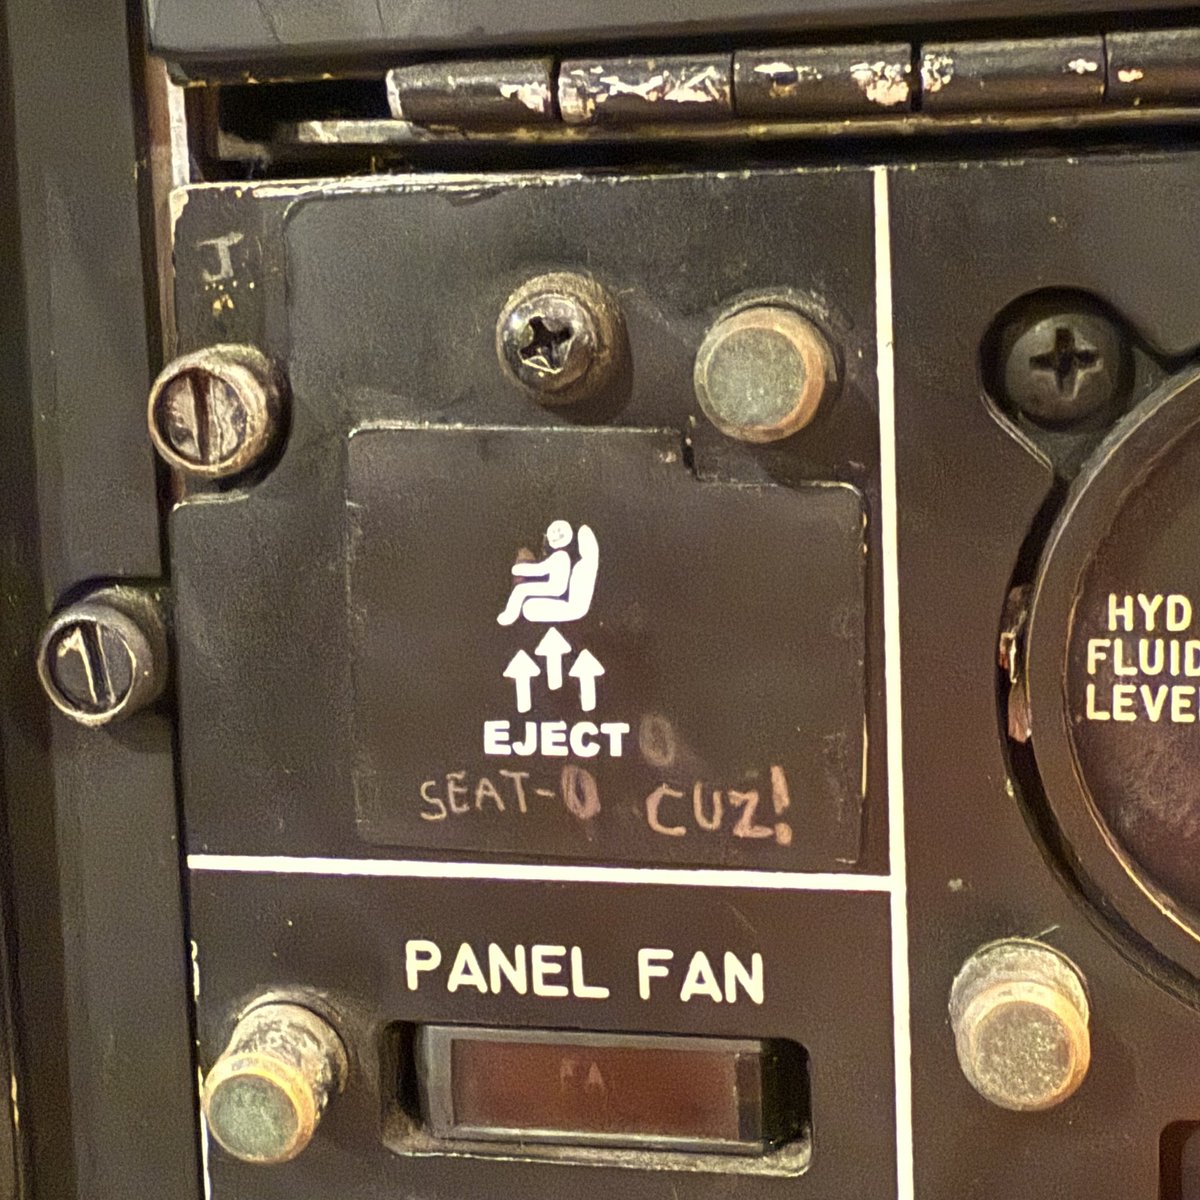 J
EJECT
SEAT-O CUZ!
HYD
FLUID
LEVE
PANEL FAN